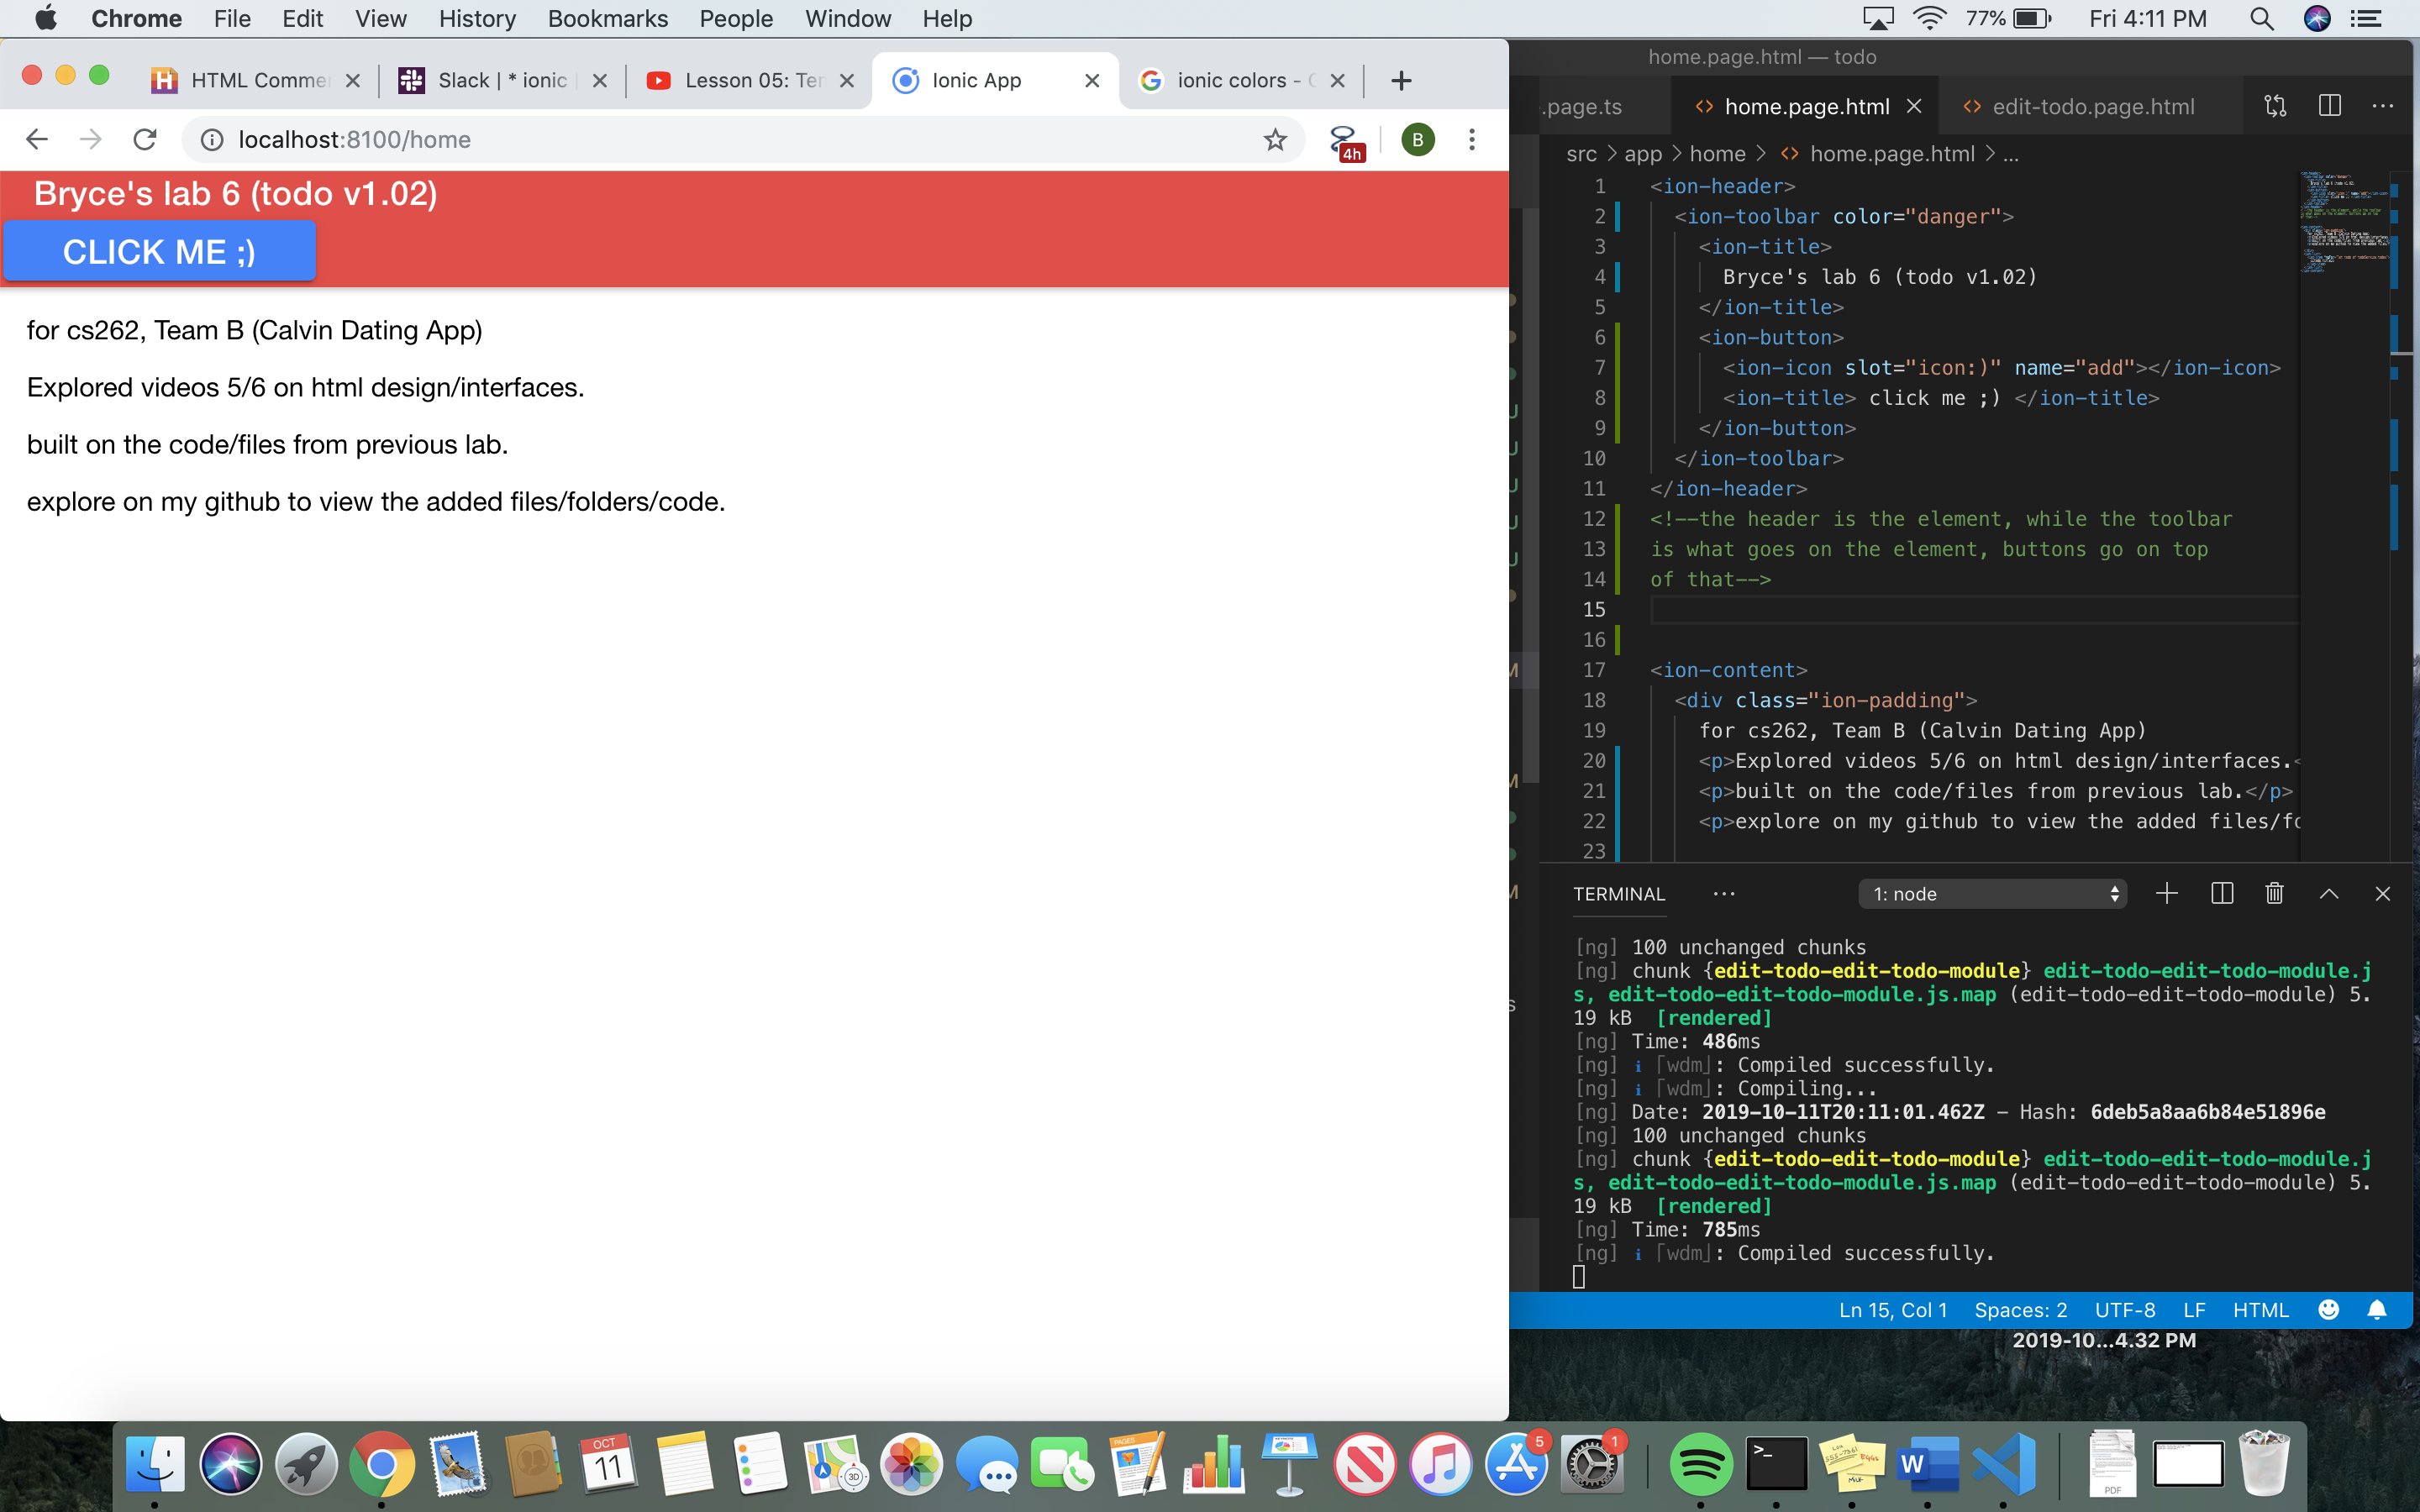 Chrome File Edit View History Bookmarks People Window Help 77% Fri 4:11 PM
HTML Commer Slack | * ionic Lesson 05: Ter Ionic App ionic colors -
localhost:8100/home 4h B
Bryce's lab 6 (todo v1.02)
CLICK ME ;)
for cs262, Team B (Calvin Dating App)
Explored videos 5/6 on html design/interfaces.
built on the code/files from previous lab.
explore on my github to view the added files/folders/code.
home.page.html — todo
.page.ts <> home.page.html <> edit-todo.page.html
src > app > home > <> home.page.html > ...
1 <ion-header>
2 <ion-toolbar color="danger">
3 <ion-title>
4 Bryce's lab 6 (todo v1.02)
5 </ion-title>
6 <ion-button>
7 <ion-icon slot="icon:)" name="add"></ion-icon>
8 <ion-title> click me ;) </ion-title>
9 </ion-button>
10 </ion-toolbar>
11 </ion-header>
12 <!--the header is the element, while the toolbar
13 is what goes on the element, buttons go on top
14 of that-->
15
16
17 <ion-content>
18 <div class="ion-padding">
19 for cs262, Team B (Calvin Dating App)
20 <p>Explored videos 5/6 on html design/interfaces.<
21 <p>built on the code/files from previous lab.</p>
22 <p>explore on my github to view the added files/fo
23
TERMINAL ... 1: node
[ng] 100 unchanged chunks
[ng] chunk {edit-todo-edit-todo-module} edit-todo-edit-todo-module.j
s, edit-todo-edit-todo-module.js.map (edit-todo-edit-todo-module) 5.
19 kB [rendered]
[ng] Time: 486ms
[ng] ℹ ｢wdm｣: Compiled successfully.
[ng] ℹ ｢wdm｣: Compiling...
[ng] Date: 2019-10-11T20:11:01.462Z - Hash: 6deb5a8aa6b84e51896e
[ng] 100 unchanged chunks
[ng] chunk {edit-todo-edit-todo-module} edit-todo-edit-todo-module.j
s, edit-todo-edit-todo-module.js.map (edit-todo-edit-todo-module) 5.
19 kB [rendered]
[ng] Time: 785ms
[ng] ℹ ｢wdm｣: Compiled successfully.
Ln 15, Col 1 Spaces: 2 UTF-8 LF HTML
2019-10...4.32 PM
OCT
11
3D
PAGES
5
1
>_
W
PDF